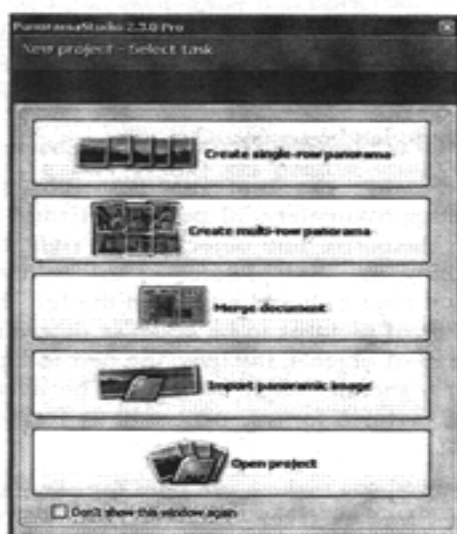 PanoramaStudio 2.3.0 Pro
New project - Select task
Create single-row panorama
Create multi-row panorama
Merge document
Import panoramic image
Open project
Don't show this window again